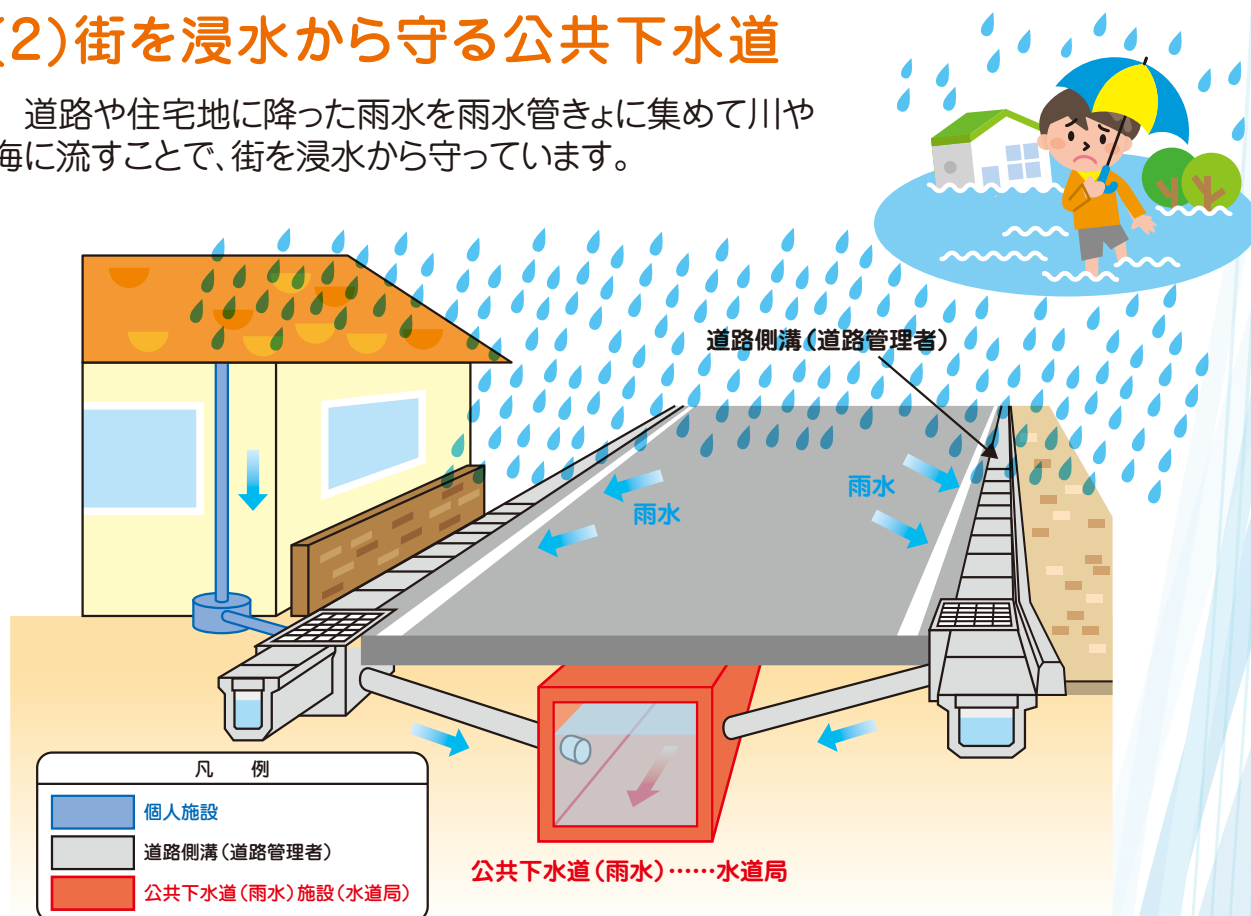 (2)街を浸水から守る公共下水道
道路や住宅地に降った雨水を雨水管きょに集めて川や
海に流すことで、街を浸水から守っています。
道路側溝(道路管理者)
雨水
雨水
凡 例
個人施設
道路側溝(道路管理者)
公共下水道(雨水)施設(水道局)
公共下水道(雨水)……水道局